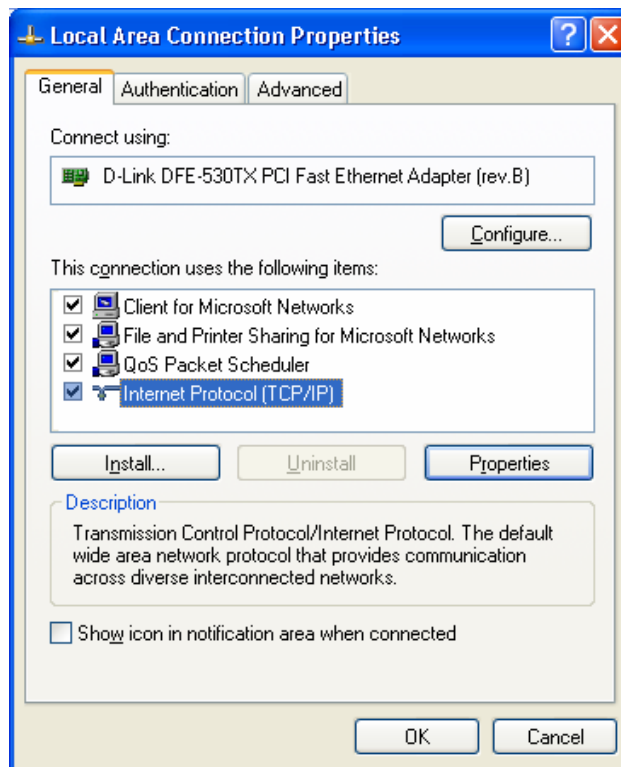 Local Area Connection Properties
General Authentication Advanced
Connect using:
D-Link DFE-530TX PCI Fast Ethernet Adapter (rev.B)
Configure...
This connection uses the following items:
Client for Microsoft Networks
File and Printer Sharing for Microsoft Networks
QoS Packet Scheduler
Internet Protocol (TCP/IP)
Install... Uninstall Properties
Description
Transmission Control Protocol/Internet Protocol. The default
wide area network protocol that provides communication
across diverse interconnected networks.
Show icon in notification area when connected
OK Cancel